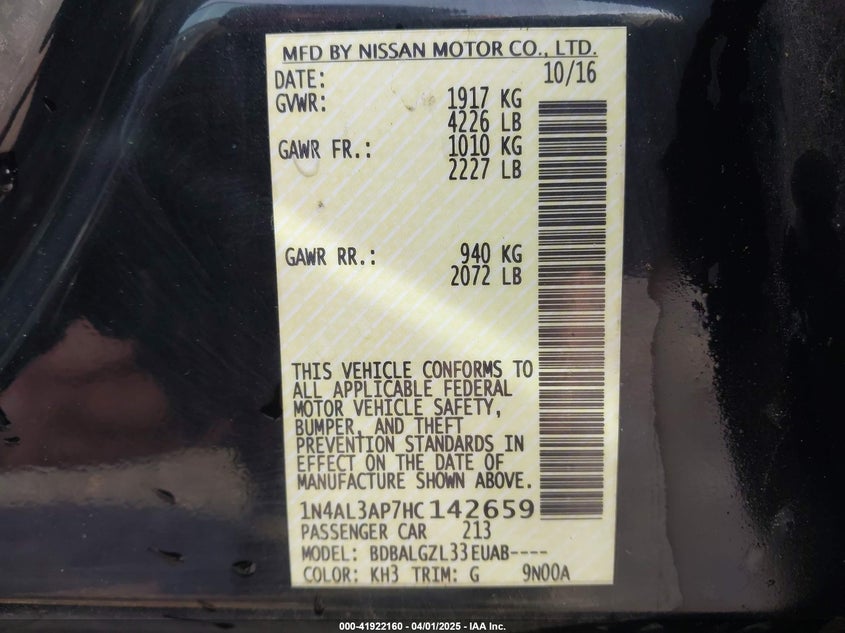 MFD BY NISSAN MOTOR CO., LTD.
DATE: 10/16
GVWR: 1917 KG
4226 LB
GAWR FR.: 1010 KG
2227 LB
GAWR RR.: 940 KG
2072 LB
THIS VEHICLE CONFORMS TO
ALL APPLICABLE FEDERAL
MOTOR VEHICLE SAFETY,
BUMPER, AND THEFT
PREVENTION STANDARDS IN
EFFECT ON THE DATE OF
MANUFACTURE SHOWN ABOVE.
1N4AL3AP7HC142659
PASSENGER CAR 213
MODEL: BDBALGZL33EUAB----
COLOR: KH3 TRIM: G 9N00A
000-41922160 - 04/01/2025 - IAA Inc.